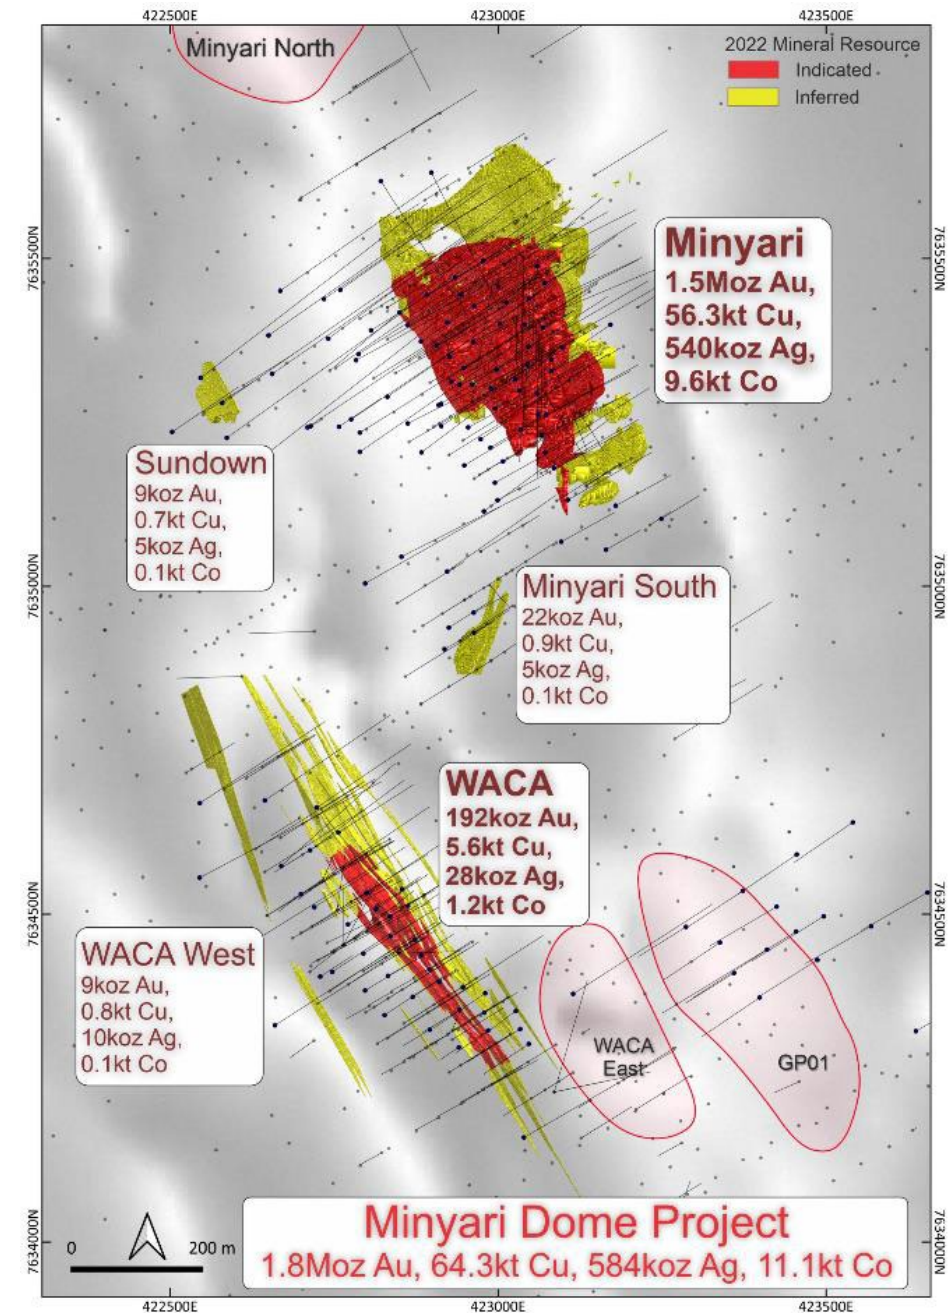 422500E
423000E
423500E
Minyari North
2022 Mineral Resource
Indicated
Inferred
7635500N
7635500N
Minyari
1.5Moz Au,
56.3kt Cu,
540koz Ag,
9.6kt Co
Sundown
9koz Au,
0.7kt Cu,
5koz Ag,
0.1kt Co
7635000N
7635000N
Minyari South
22koz Au,
0.9kt Cu,
5koz Ag,
0.1kt Co
WACA
192koz Au,
5.6kt Cu,
28koz Ag,
1.2kt Co
7634500N
7634500N
WACA West
9koz Au,
0.8kt Cu,
10koz Ag,
0.1kt Co
WACA
East
GP01
7634000N
7634000N
0
200 m
Minyari Dome Project
1.8Moz Au, 64.3kt Cu, 584koz Ag, 11.1kt Co
422500E
423000E
423500E